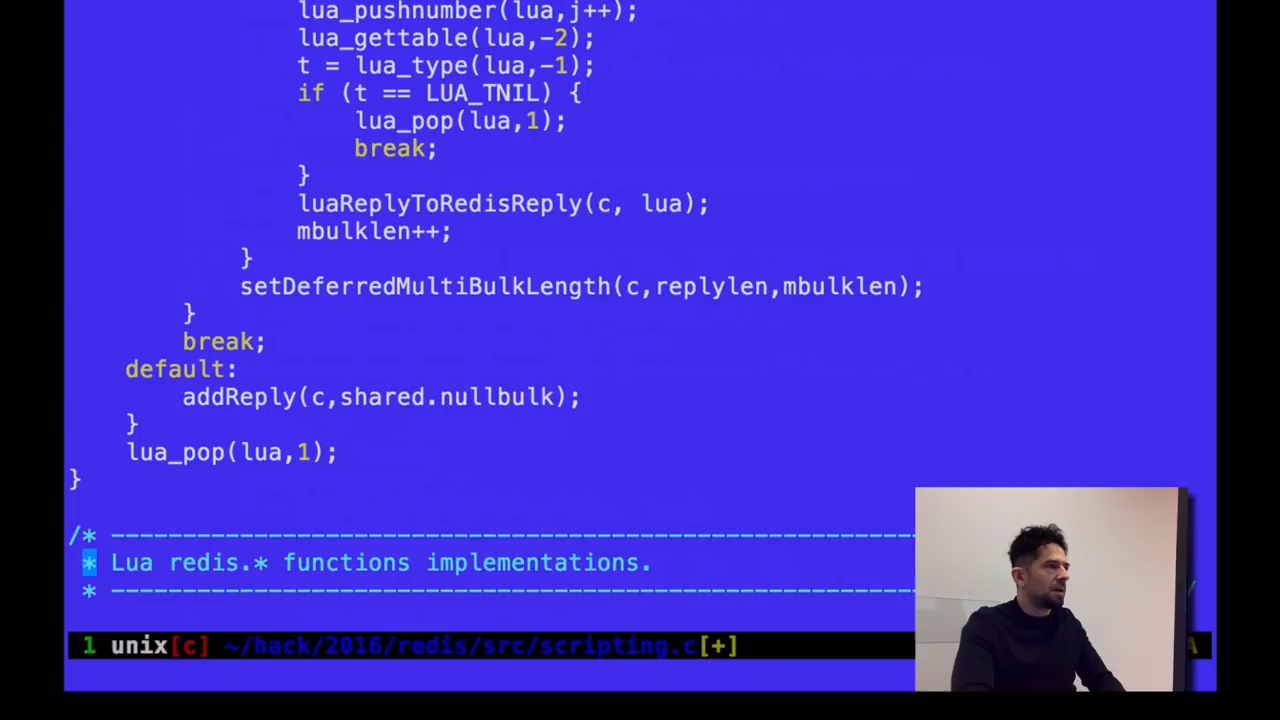 lua_pushnumber(lua,j++);
lua_gettable(lua,-2);
t = lua_type(lua,-1);
if (t == LUA_TNIL) {
lua_pop(lua,1);
break;
}
luaReplyToRedisReply(c, lua);
mbulklen++;
}
setDeferredMultiBulkLength(c,replylen,mbulklen);
}
break;
default:
addReply(c,shared.nullbulk);
}
lua_pop(lua,1);
}
/* --------------------------------------------------------
* Lua redis.* functions implementations.
* --------------------------------------------------------
1 unix[c] ~/hack/2016/redis/src/scripting.c[+]